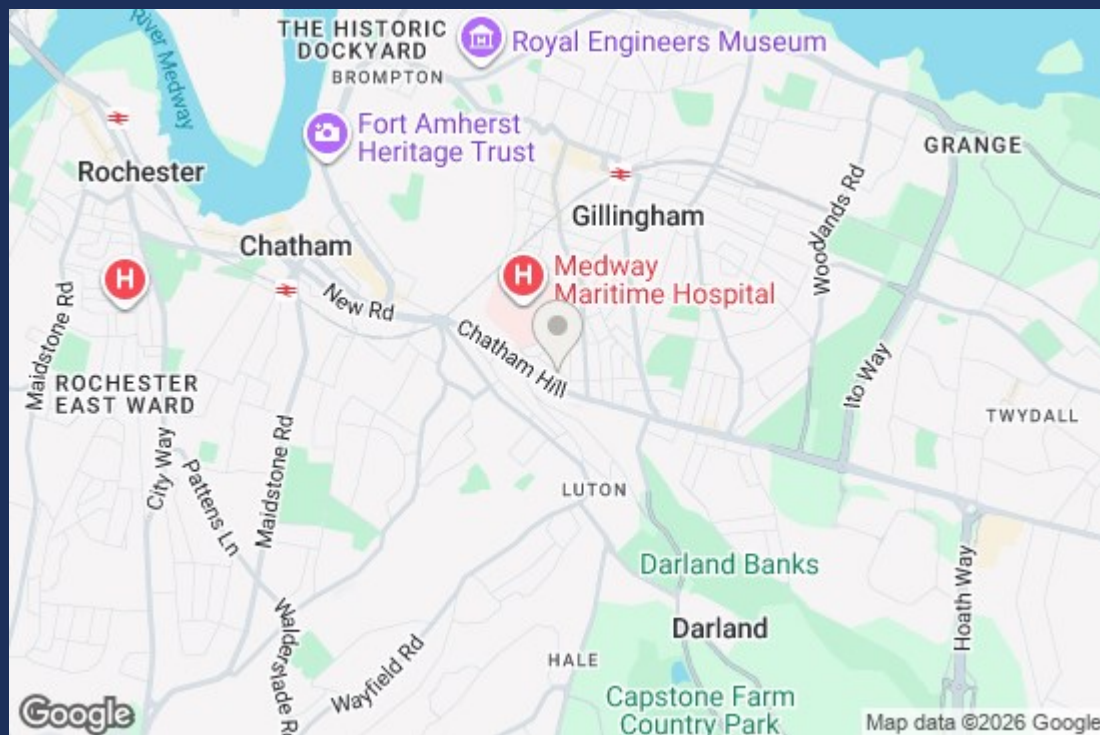 River Medway
THE HISTORIC
DOCKYARD
BROMPTON
Royal Engineers Museum
Fort Amherst
Heritage Trust
GRANGE
Rochester
Gillingham
Woodlands Rd
Chatham
H
H
Medway
Maritime Hospital
New Rd
Chatham Hill
Maidstone Rd
Ito Way
ROCHESTER
EAST WARD
TWYDALL
City Way
Maidstone Rd
Pattens Ln
LUTON
Darland Banks
Hoath Way
Darland
Walderslade Rd
Wayfield Rd
HALE
Capstone Farm
Country Park
Google
Map data ©2026 Google